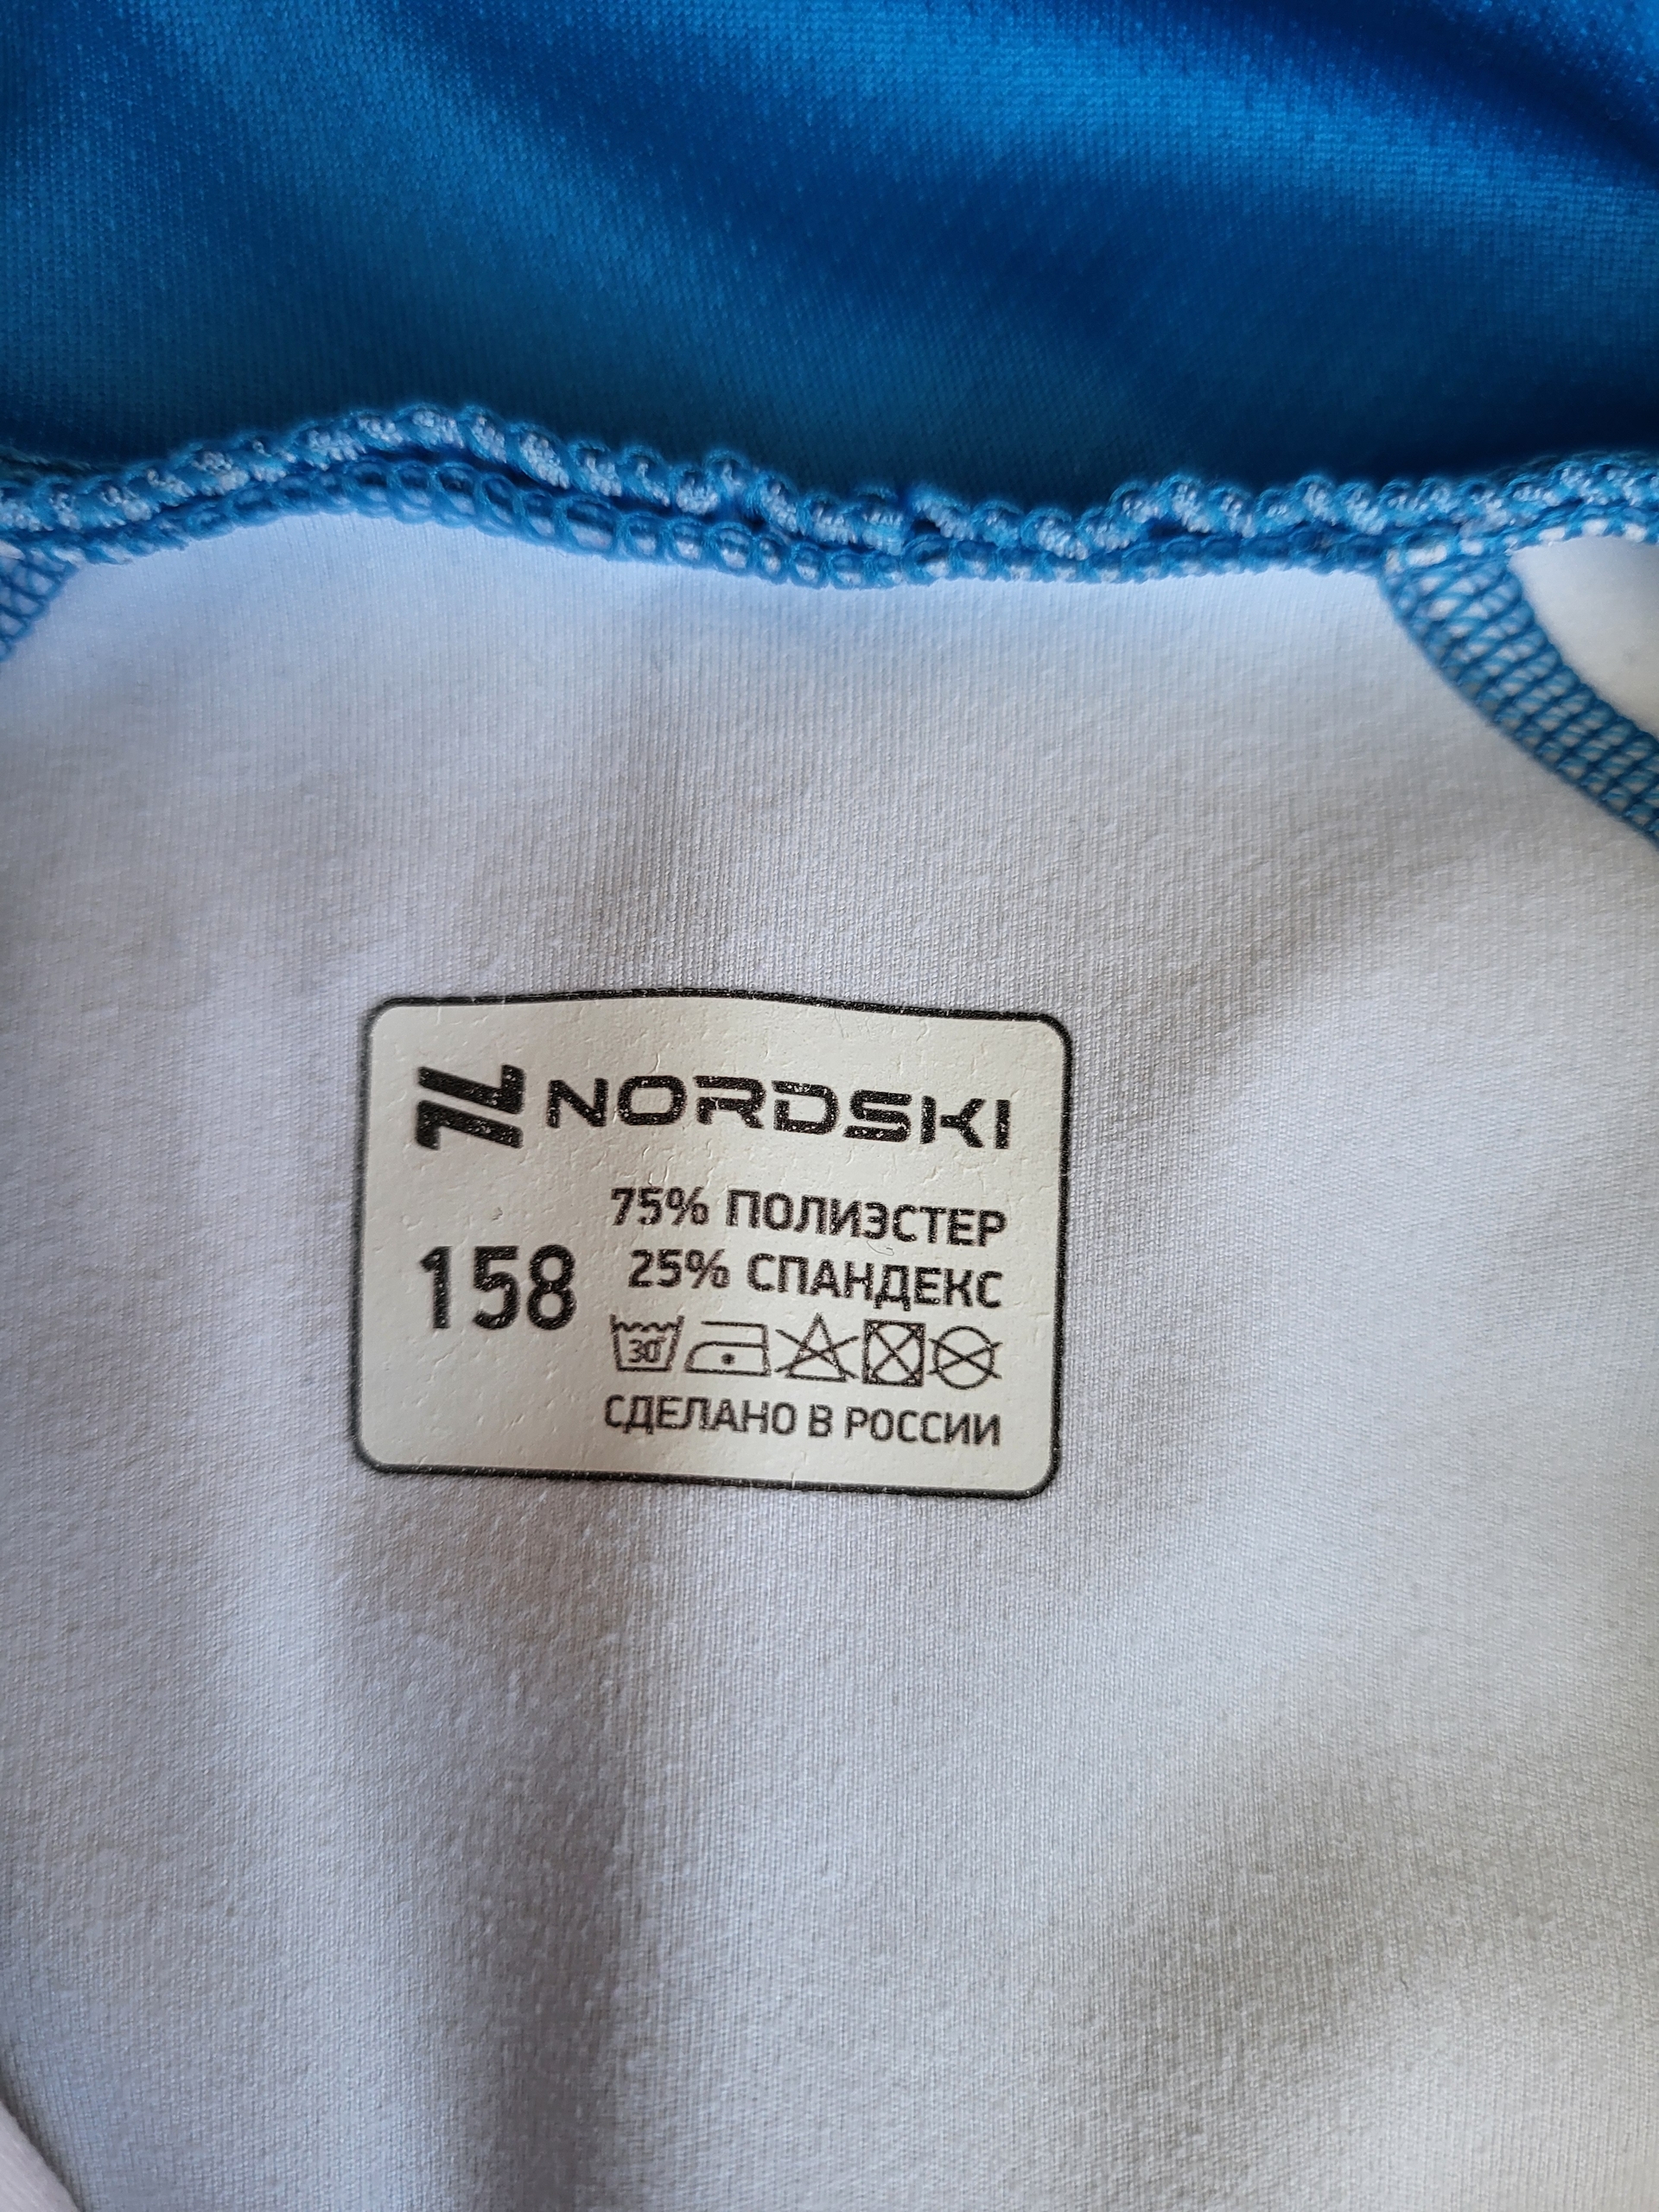 NORDSKI
158
75% ПОЛИЭСТЕР
25% СПАНДЕКС
30°
СДЕЛАНО В РОССИИ